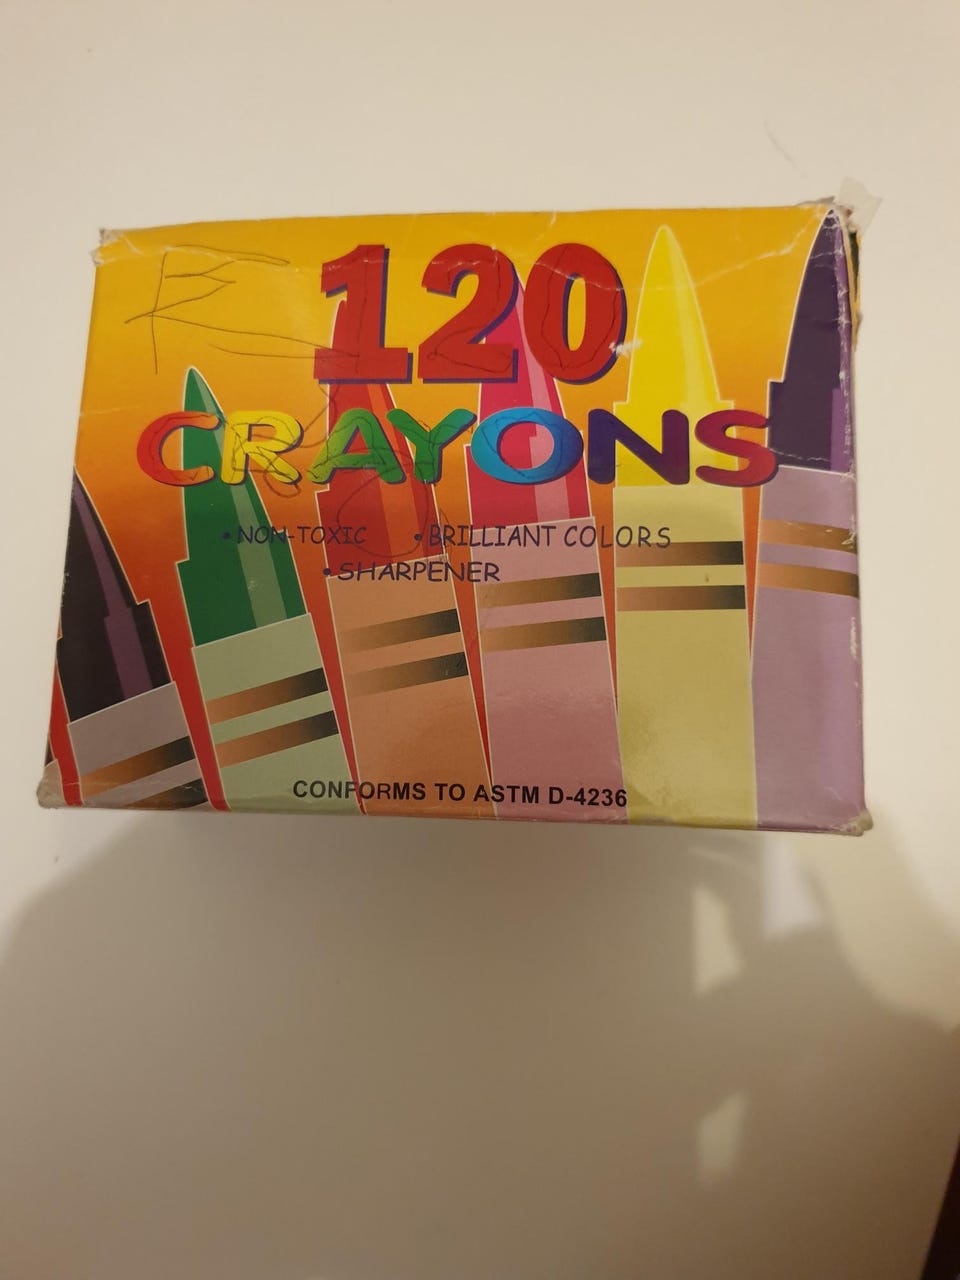 120
CRAYONS
• NON-TOXIC • BRILLIANT COLORS
• SHARPENER
CONFORMS TO ASTM D-4236